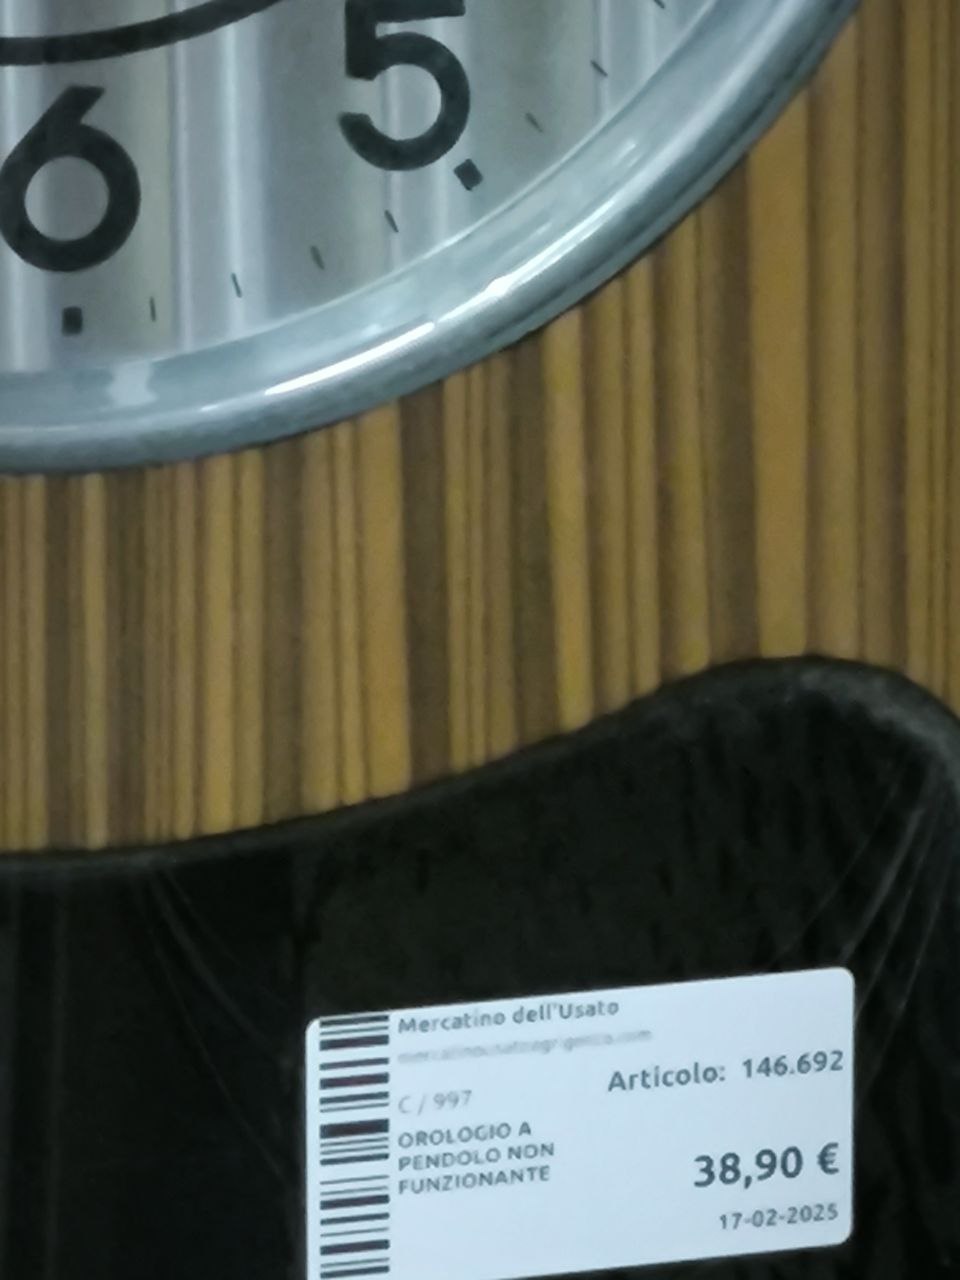 5
6
Mercatino dell'Usato
Articolo: 146.692
C / 997
OROLOGIO A
PENDOLO NON
FUNZIONANTE
38,90 €
17-02-2025